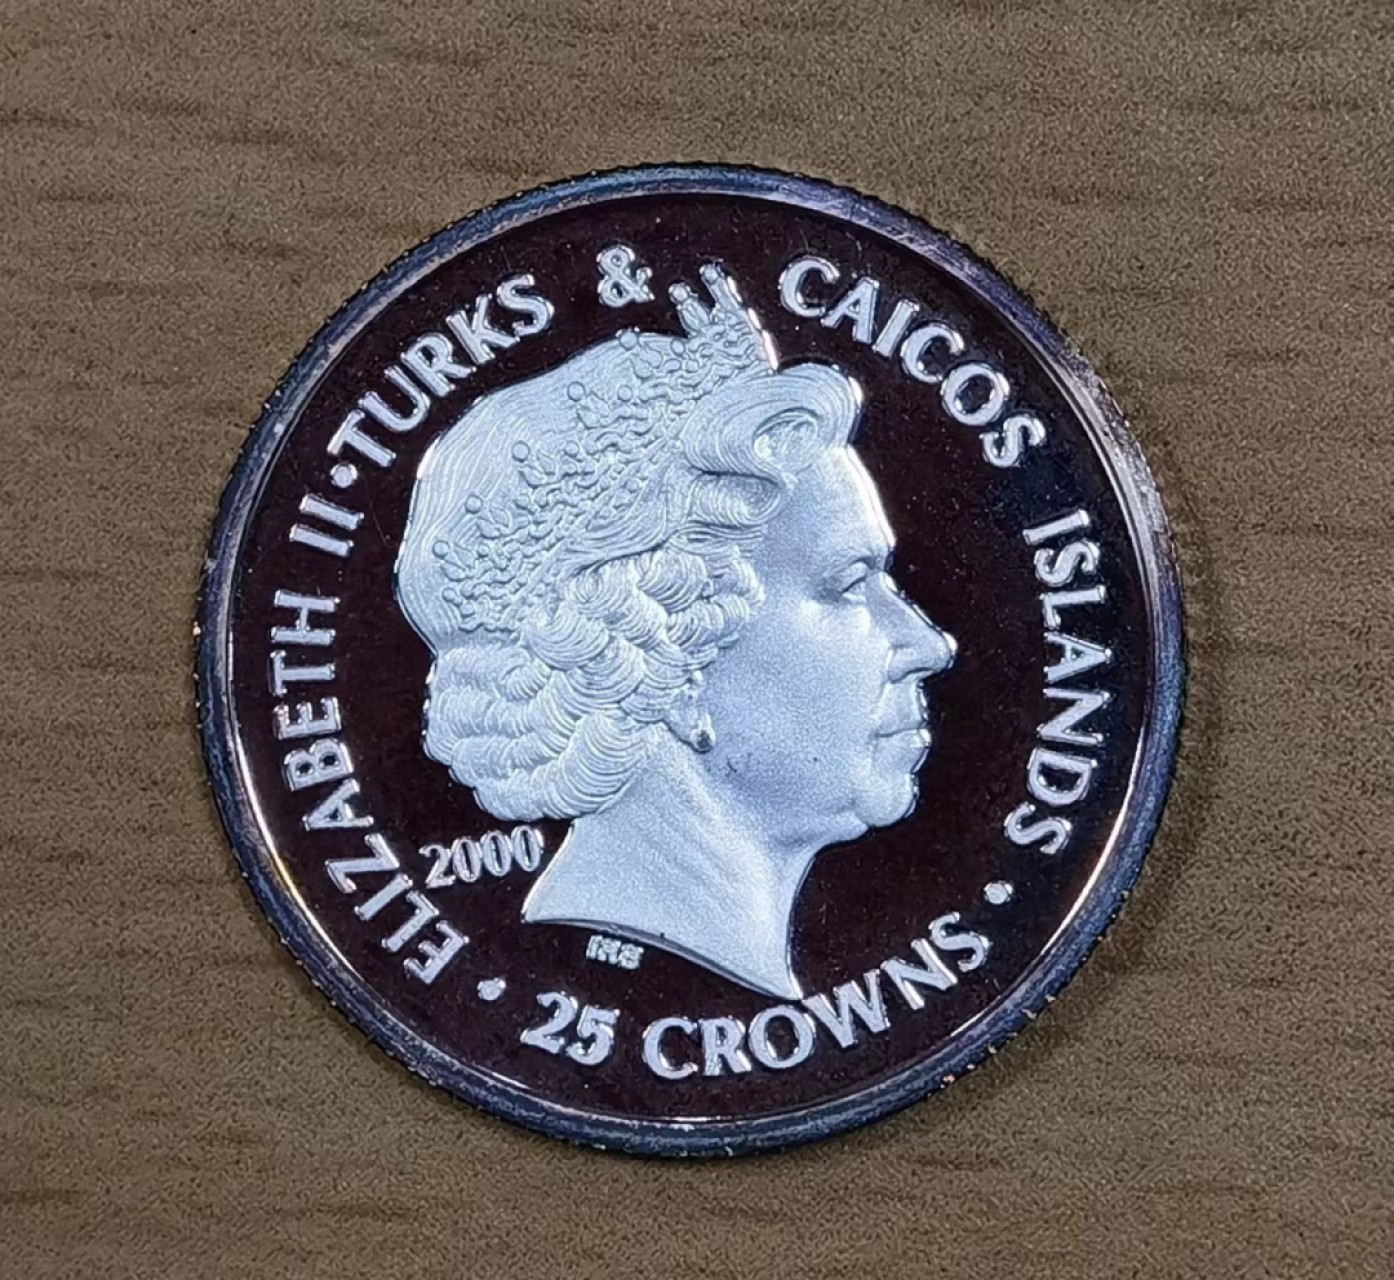 ELIZABETH II · TURKS & CAICOS ISLANDS ·
25 CROWNS ·
2000
IRB